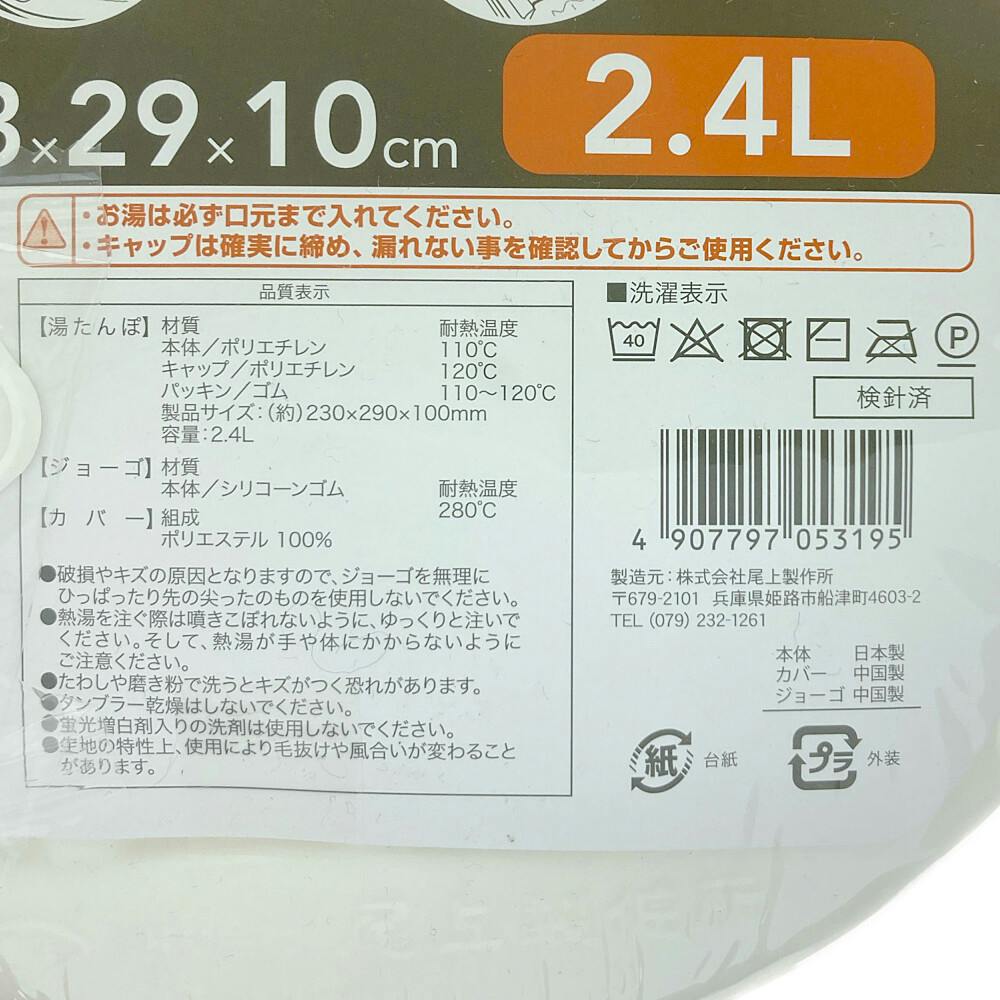 ×29×10cm
2.4L
・お湯は必ず口元まで入れてください。
・キャップは確実に締め、漏れない事を確認してからご使用ください。
品質表示
【湯たんぽ】材質 耐熱温度
本体/ポリエチレン 110℃
キャップ/ポリエチレン 120℃
パッキン/ゴム 110〜120℃
製品サイズ:(約)230×290×100mm
容量:2.4L
【ジョーゴ】材質
本体/シリコーンゴム 耐熱温度
280℃
【カバー】組成
ポリエステル 100%
●破損やキズの原因となりますので、ジョーゴを無理に
ひっぱったり先の尖ったのものを使用しないでください。
●熱湯を注ぐ際は噴きこぼれないように、ゆっくりと注いで
ください。そして、熱湯が手や体にかからないように
ご注意ください。
●たわしや磨き粉で洗うとキズがつく恐れがあります。
●タンブラー乾燥はしないでください。
●蛍光増白剤入りの洗剤は使用しないでください。
●生地の特性上、使用により毛抜けや風合いが変わること
があります。
■洗濯表示
40
P
検針済
4 907797 053195
製造元:株式会社尾上製作所
〒679-2101 兵庫県姫路市船津町4603-2
TEL (079) 232-1261
本体 日本製
カバー 中国製
ジョーゴ 中国製
紙 台紙
プラ 外装